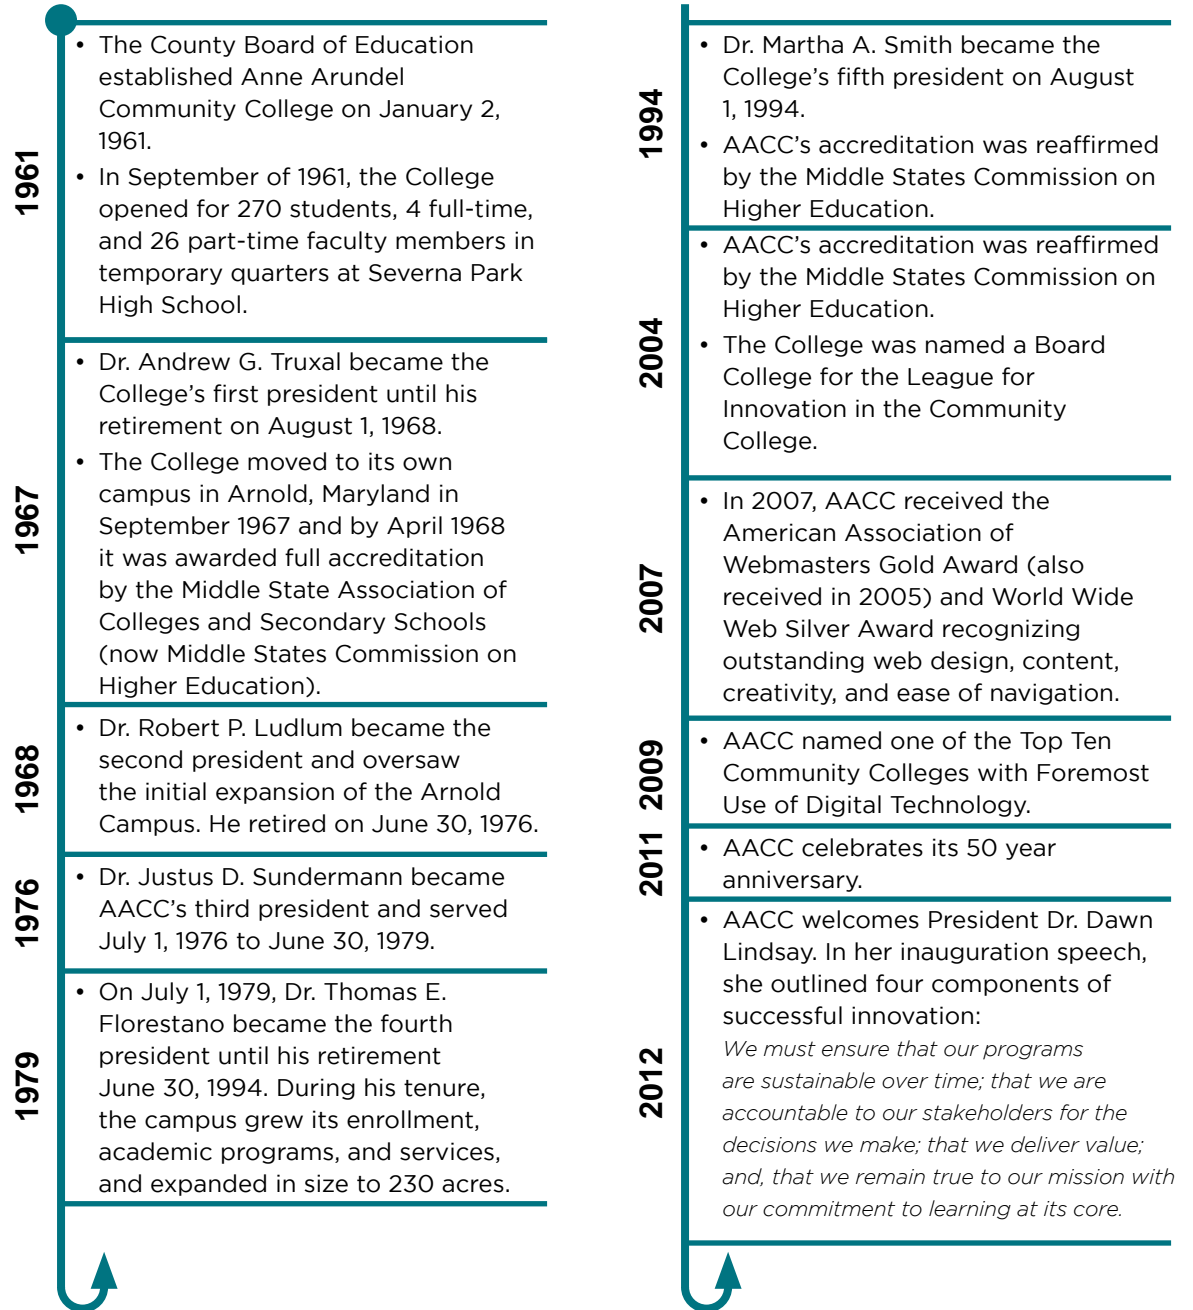 1961
• The County Board of Education
established Anne Arundel
Community College on January 2,
1961.
• In September of 1961, the College
opened for 270 students, 4 full-time,
and 26 part-time faculty members in
temporary quarters at Severna Park
High School.
1967
• Dr. Andrew G. Truxal became the
College’s first president until his
retirement on August 1, 1968.
• The College moved to its own
campus in Arnold, Maryland in
September 1967 and by April 1968
it was awarded full accreditation
by the Middle State Association of
Colleges and Secondary Schools
(now Middle States Commission on
Higher Education).
1968
• Dr. Robert P. Ludlum became the
second president and oversaw
the initial expansion of the Arnold
Campus. He retired on June 30, 1976.
1976
• Dr. Justus D. Sundermann became
AACC’s third president and served
July 1, 1976 to June 30, 1979.
1979
• On July 1, 1979, Dr. Thomas E.
Florestano became the fourth
president until his retirement
June 30, 1994. During his tenure,
the campus grew its enrollment,
academic programs, and services,
and expanded in size to 230 acres.
1994
• Dr. Martha A. Smith became the
College’s fifth president on August
1, 1994.
• AACC’s accreditation was reaffirmed
by the Middle States Commission on
Higher Education.
2004
• AACC’s accreditation was reaffirmed
by the Middle States Commission on
Higher Education.
• The College was named a Board
College for the League for
Innovation in the Community
College.
2007
• In 2007, AACC received the
American Association of
Webmasters Gold Award (also
received in 2005) and World Wide
Web Silver Award recognizing
outstanding web design, content,
creativity, and ease of navigation.
2009
• AACC named one of the Top Ten
Community Colleges with Foremost
Use of Digital Technology.
2011
• AACC celebrates its 50 year
anniversary.
2012
• AACC welcomes President Dr. Dawn
Lindsay. In her inauguration speech,
she outlined four components of
successful innovation:
We must ensure that our programs
are sustainable over time; that we are
accountable to our stakeholders for the
decisions we make; that we deliver value;
and, that we remain true to our mission with
our commitment to learning at its core.